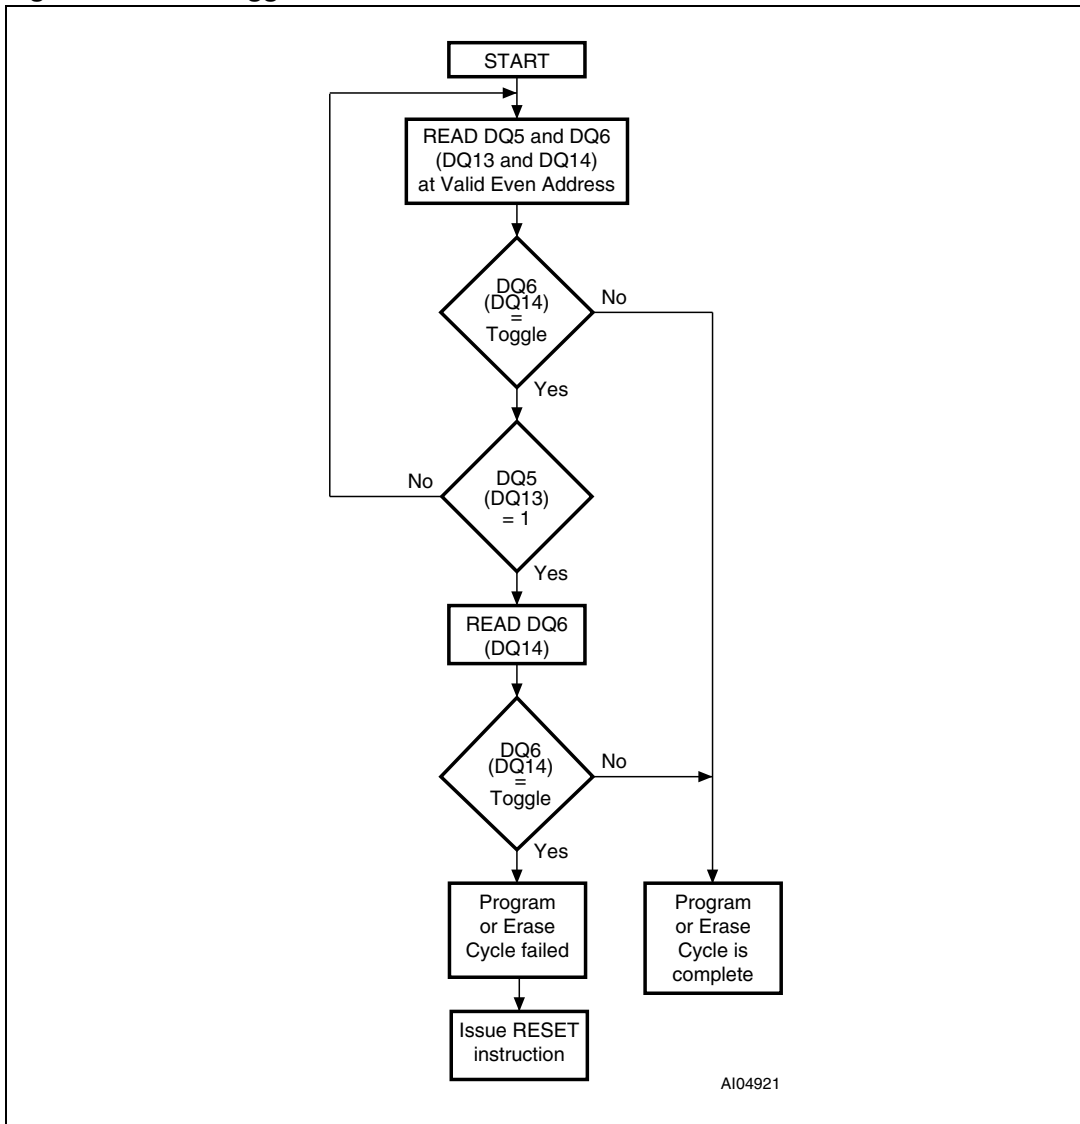 START
READ DQ5 and DQ6
(DQ13 and DQ14)
at Valid Even Address
DQ6
(DQ14)
=
Toggle
No
Yes
DQ5
(DQ13)
= 1
No
Yes
READ DQ6
(DQ14)
DQ6
(DQ14)
=
Toggle
No
Yes
Program
or Erase
Cycle failed
Program
or Erase
Cycle is
complete
Issue RESET
instruction
AI04921